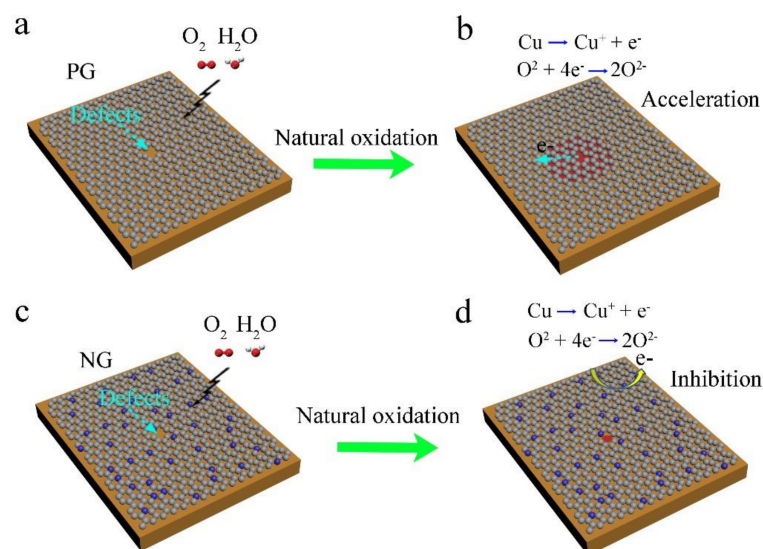 a
O₂ H₂O
PG
Defects
Natural oxidation
b
Cu → Cu⁺ + e⁻
O² + 4e⁻ → 2O²⁻
Acceleration
e-
c
O₂ H₂O
NG
Defects
Natural oxidation
d
Cu → Cu⁺ + e⁻
O² + 4e⁻ → 2O²⁻
e-
Inhibition